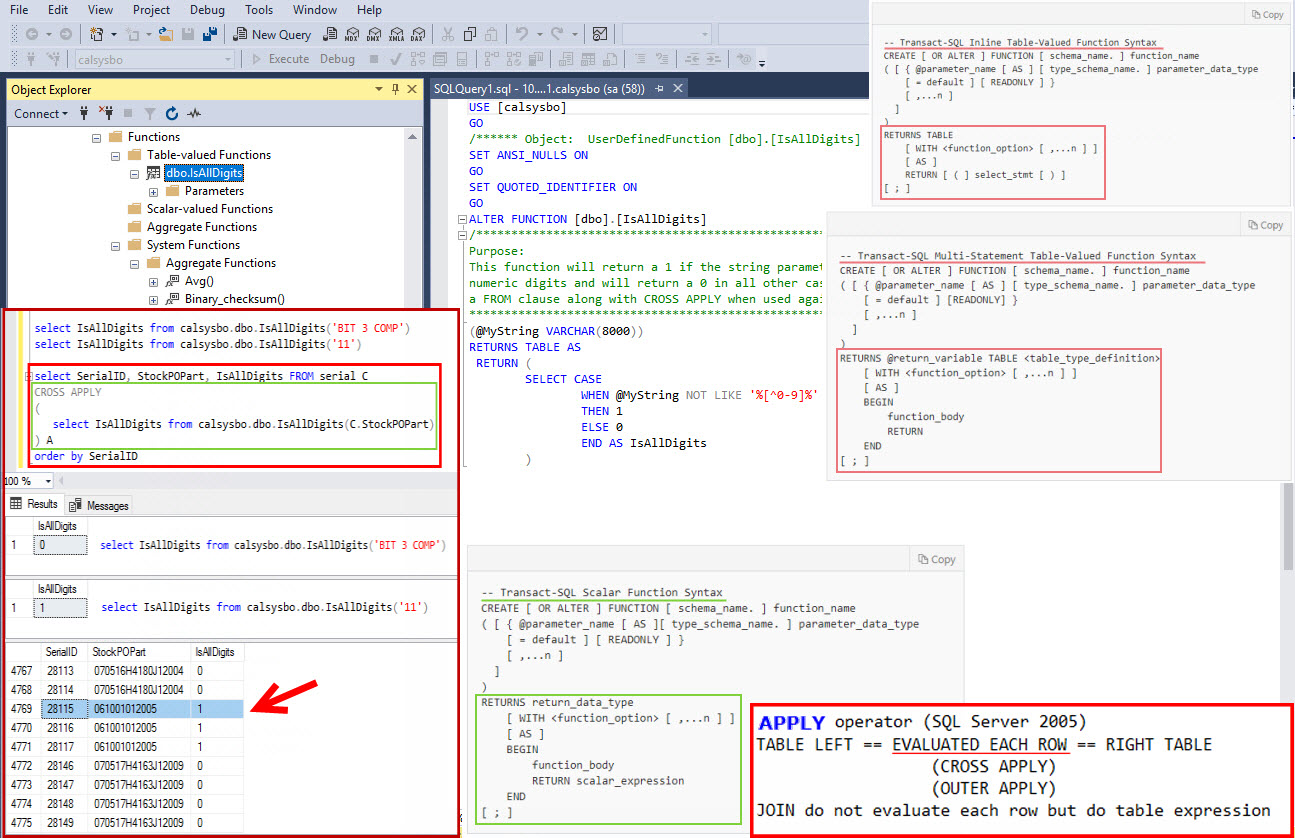 File Edit View Project Debug Tools Window Help
New Query MDX DMX XMLA DAX
calsysbo Execute Debug
Object Explorer
Connect
Functions
Table-valued Functions
dbo.IsAllDigits
Parameters
Scalar-valued Functions
Aggregate Functions
System Functions
Aggregate Functions
Avg()
Binary_checksum()
SQLQuery1.sql - 10....1.calsysbo (sa (58))
USE [calsysbo]
GO
/****** Object:  UserDefinedFunction [dbo].[IsAllDigits]
SET ANSI_NULLS ON
GO
SET QUOTED_IDENTIFIER ON
GO
ALTER FUNCTION [dbo].[IsAllDigits]
/**************************************************
Purpose:
This function will return a 1 if the string paramet
numeric digits and will return a 0 in all other cas
a FROM clause along with CROSS APPLY when used agai
***************************************************
(@MyString VARCHAR(8000))
RETURNS TABLE AS
RETURN (
SELECT CASE
WHEN @MyString NOT LIKE '%[^0-9]%'
THEN 1
ELSE 0
END AS IsAllDigits
)
Copy
-- Transact-SQL Inline Table-Valued Function Syntax
CREATE [ OR ALTER ] FUNCTION [ schema_name. ] function_name
( [ { @parameter_name [ AS ] [ type_schema_name. ] parameter_data_type
[ = default ] [ READONLY ] }
[ ,...n ]
]
)
RETURNS TABLE
[ WITH <function_option> [ ,...n ] ]
[ AS ]
RETURN [ ( ] select_stmt [ ) ]
[ ; ]
Copy
-- Transact-SQL Multi-Statement Table-Valued Function Syntax
CREATE [ OR ALTER ] FUNCTION [ schema_name. ] function_name
( [ { @parameter_name [ AS ] [ type_schema_name. ] parameter_data_type
[ = default ] [READONLY] }
[ ,...n ]
]
)
RETURNS @return_variable TABLE <table_type_definition>
[ WITH <function_option> [ ,...n ] ]
[ AS ]
BEGIN
function_body
RETURN
END
[ ; ]
select IsAllDigits from calsysbo.dbo.IsAllDigits('BIT 3 COMP')
select IsAllDigits from calsysbo.dbo.IsAllDigits('11')
select SerialID, StockPOPart, IsAllDigits FROM serial C
CROSS APPLY
(
select IsAllDigits from calsysbo.dbo.IsAllDigits(C.StockPOPart)
) A
order by SerialID
100 %
Results Messages
IsAllDigits
1 0 select IsAllDigits from calsysbo.dbo.IsAllDigits('BIT 3 COMP')
IsAllDigits
1 1 select IsAllDigits from calsysbo.dbo.IsAllDigits('11')
SerialID StockPOPart IsAllDigits
4767 28113 070516H4180J12004 0
4768 28114 070516H4180J12004 0
4769 28115 061001012005 1
4770 28116 061001012005 1
4771 28117 061001012005 1
4772 28146 070517H4163J12009 0
4773 28147 070517H4163J12009 0
4774 28148 070517H4163J12009 0
4775 28149 070517H4163J12009 0
Copy
-- Transact-SQL Scalar Function Syntax
CREATE [ OR ALTER ] FUNCTION [ schema_name. ] function_name
( [ { @parameter_name [ AS ][ type_schema_name. ] parameter_data_type
[ = default ] [ READONLY ] }
[ ,...n ]
]
)
RETURNS return_data_type
[ WITH <function_option> [ ,...n ] ]
[ AS ]
BEGIN
function_body
RETURN scalar_expression
END
[ ; ]
APPLY operator (SQL Server 2005)
TABLE LEFT == EVALUATED EACH ROW == RIGHT TABLE
(CROSS APPLY)
(OUTER APPLY)
JOIN do not evaluate each row but do table expression